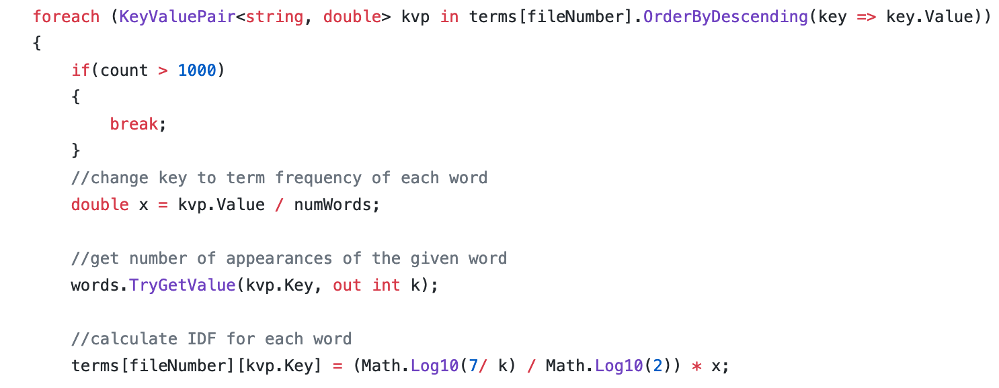 foreach (KeyValuePair<string, double> kvp in terms[fileNumber].OrderByDescending(key => key.Value))
{
    if(count > 1000)
    {
        break;
    }
    //change key to term frequency of each word
    double x = kvp.Value / numWords;

    //get number of appearances of the given word
    words.TryGetValue(kvp.Key, out int k);

    //calculate IDF for each word
    terms[fileNumber][kvp.Key] = (Math.Log10(7/ k) / Math.Log10(2)) * x;